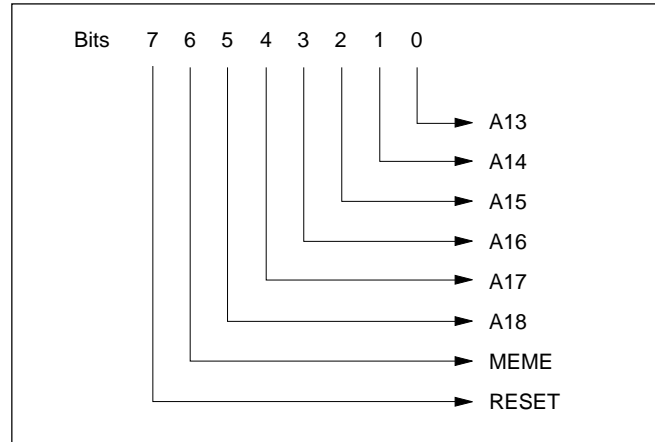 Bits 7 6 5 4 3 2 1 0
A13
A14
A15
A16
A17
A18
MEME
RESET